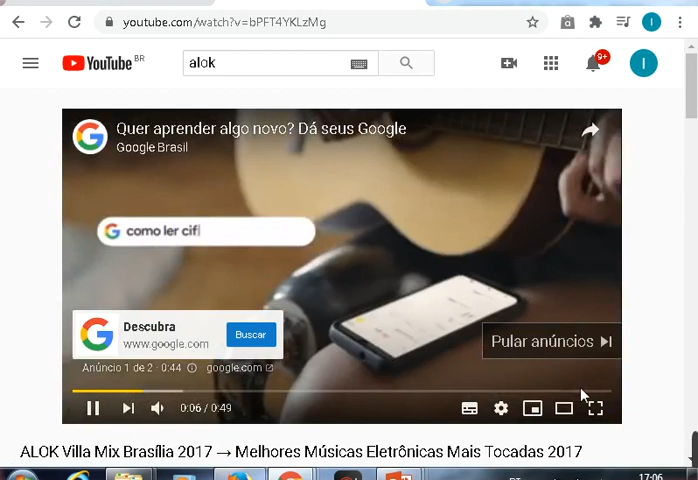 youtube.com/watch?v=bPFT4YKLzMg
YouTube BR
alok
9+
I
I
Quer aprender algo novo? Dá seus Google
Google Brasil
como ler cif
Descubra
www.google.com
Buscar
Pular anúncios
Anúncio 1 de 2 · 0:44
google.com
0:06 / 0:49
ALOK Villa Mix Brasília 2017 → Melhores Músicas Eletrônicas Mais Tocadas 2017
17:06